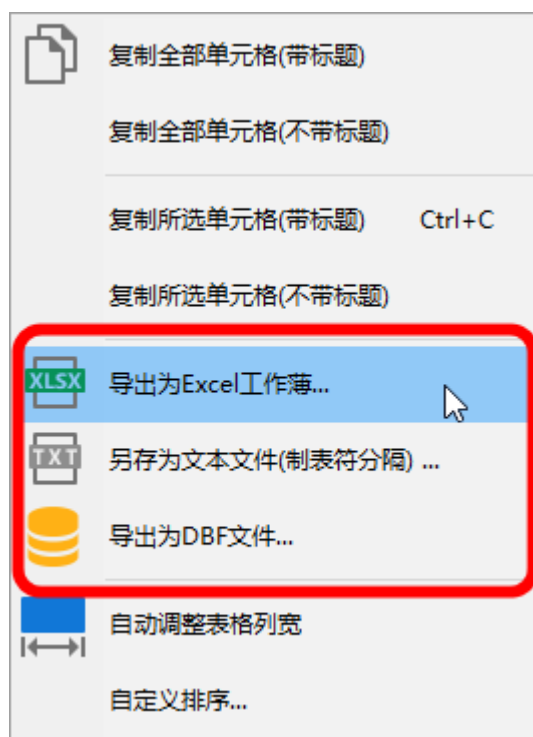 复制全部单元格(带标题)
复制全部单元格(不带标题)
复制所选单元格(带标题) Ctrl+C
复制所选单元格(不带标题)
XLSX 导出为Excel工作薄...
TXT 另存为文本文件(制表符分隔) ...
导出为DBF文件...
自动调整表格列宽
自定义排序...